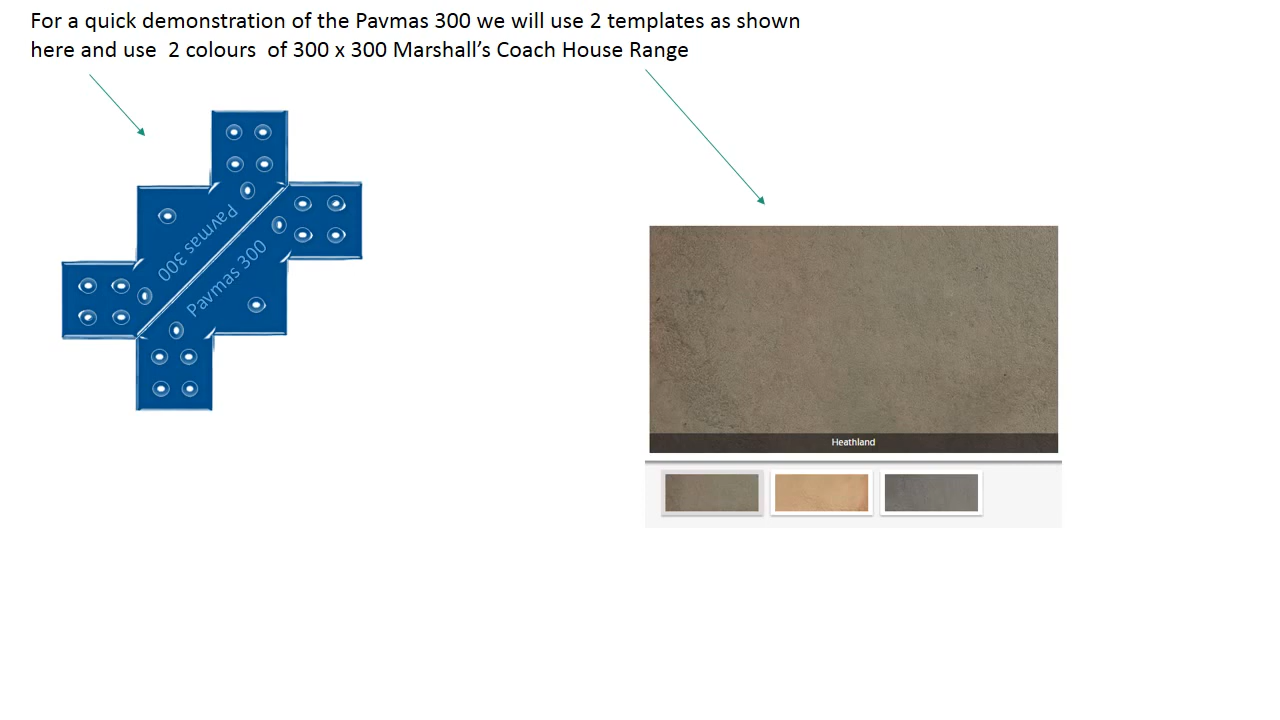 For a quick demonstration of the Pavmas 300 we will use 2 templates as shown
here and use  2 colours  of 300 x 300 Marshall’s Coach House Range
Pavmas 300
Pavmas 300
Heathland